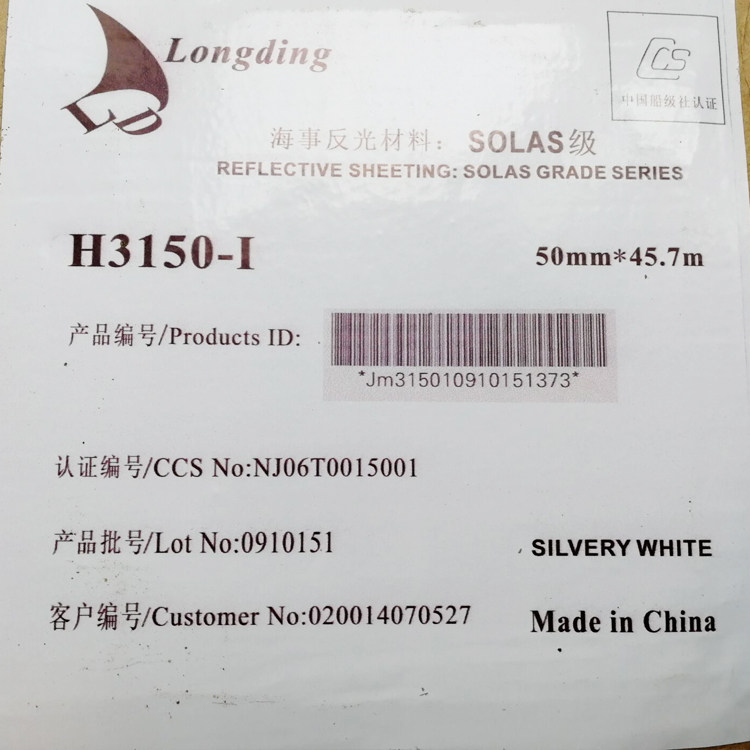 LD
Longding
CCS
中国船级社认证
海事反光材料：SOLAS级
REFLECTIVE SHEETING: SOLAS GRADE SERIES
H3150-I
50mm*45.7m
产品编号/Products ID:
*Jm315010910151373*
认证编号/CCS No:NJ06T0015001
产品批号/Lot No:0910151
SILVERY WHITE
客户编号/Customer No:020014070527
Made in China